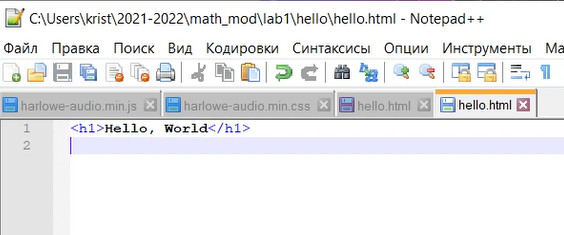 C:\Users\krist\2021-2022\math_mod\lab1\hello\hello.html - Notepad++
Файл Правка Поиск Вид Кодировки Синтаксисы Опции Инструменты Ма
harlowe-audio.min.js harlowe-audio.min.css hello.html hello.html
1 <h1>Hello, World</h1>
2